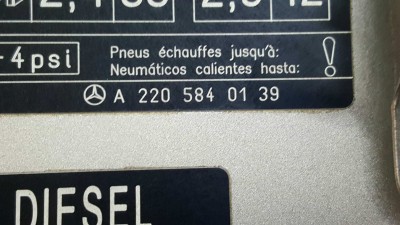 -4psi
Pneus échauffes jusqu'à:
Neumáticos calientes hasta: !
A 220 584 01 39
DIESEL